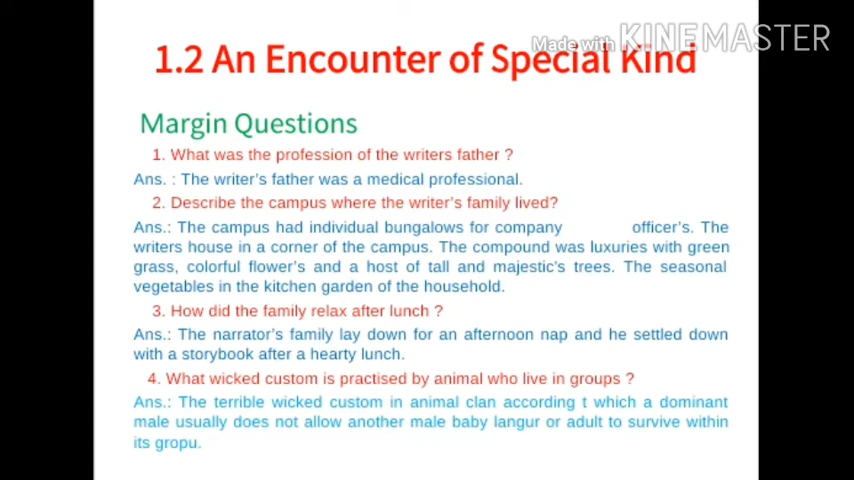 Made with KINEMASTER
1.2 An Encounter of Special Kind
Margin Questions
1. What was the profession of the writers father ?
Ans. : The writer's father was a medical professional.
2. Describe the campus where the writer's family lived?
Ans.: The campus had individual bungalows for company officer's. The
writers house in a corner of the campus. The compound was luxuries with green
grass, colorful flower's and a host of tall and majestic's trees. The seasonal
vegetables in the kitchen garden of the household.
3. How did the family relax after lunch ?
Ans.: The narrator's family lay down for an afternoon nap and he settled down
with a storybook after a hearty lunch.
4. What wicked custom is practised by animal who live in groups ?
Ans.: The terrible wicked custom in animal clan according t which a dominant
male usually does not allow another male baby langur or adult to survive within
its gropu.